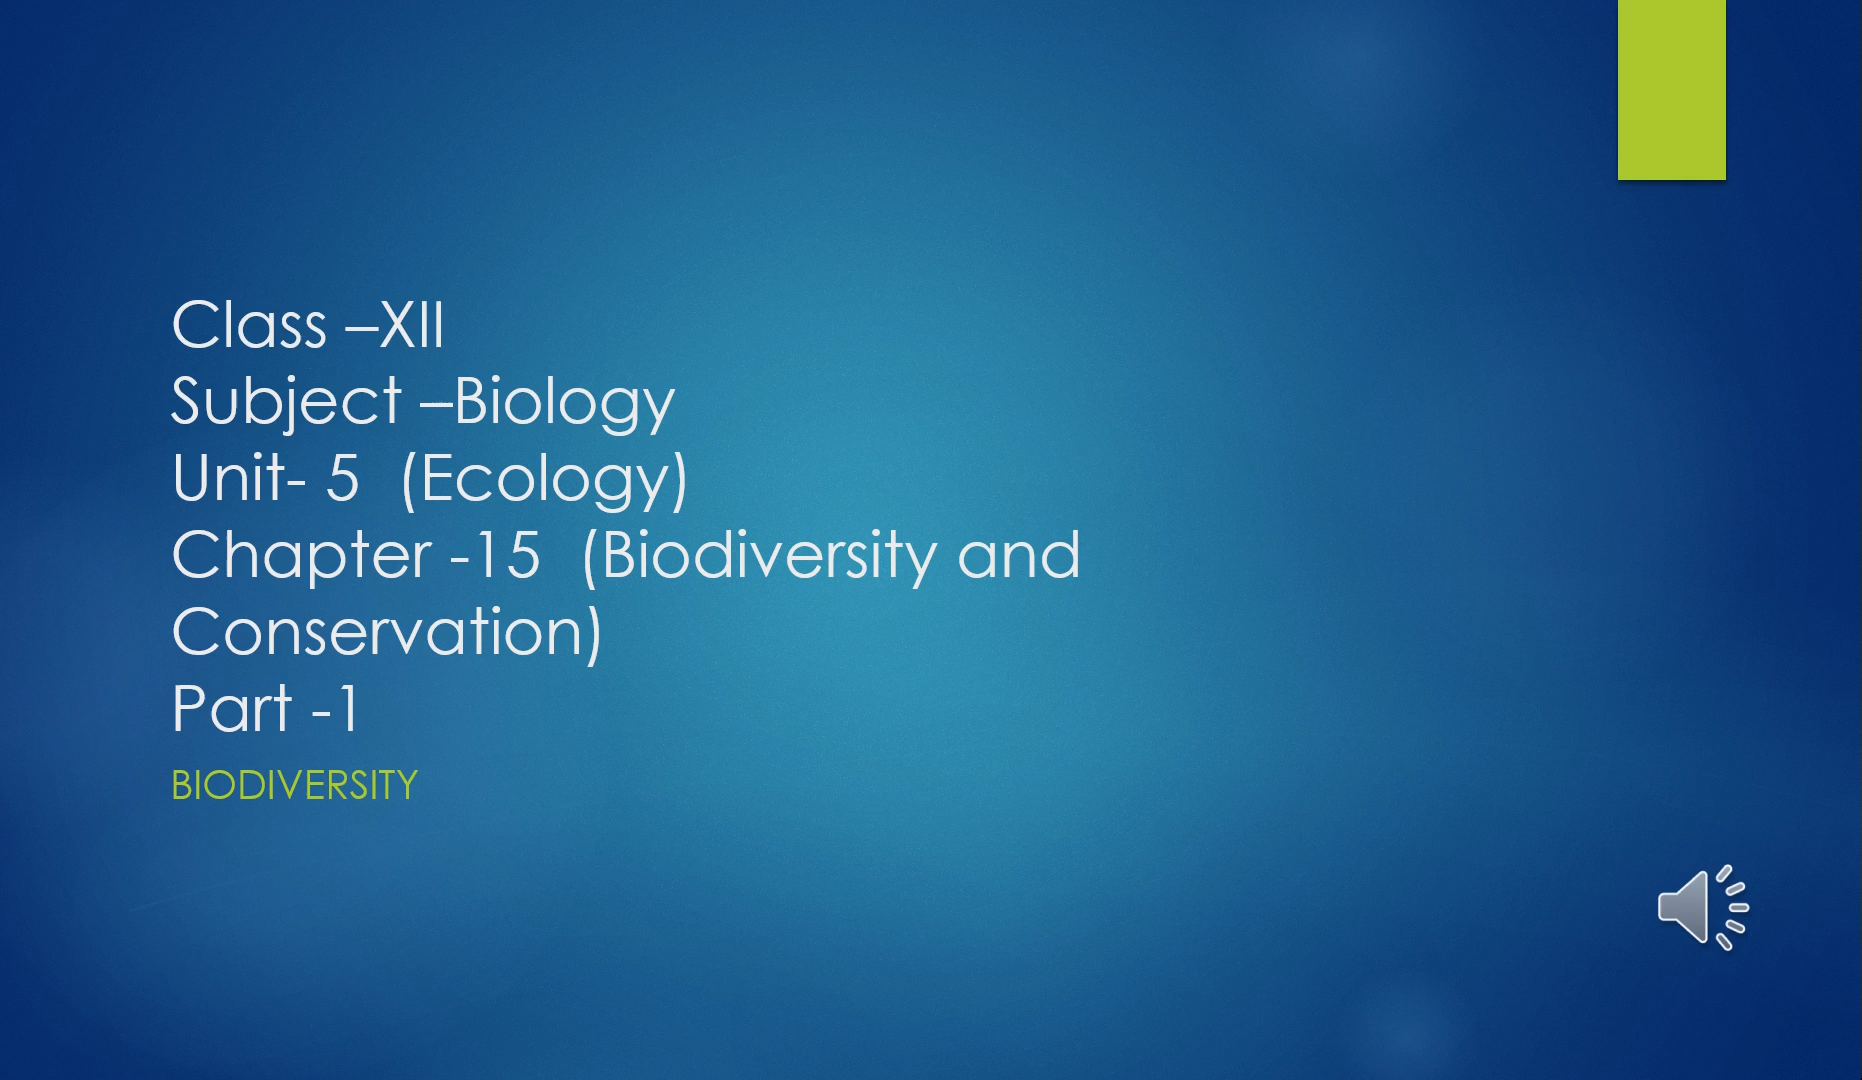 Class –XII
Subject –Biology
Unit- 5  (Ecology)
Chapter -15  (Biodiversity and
Conservation)
Part -1
BIODIVERSITY